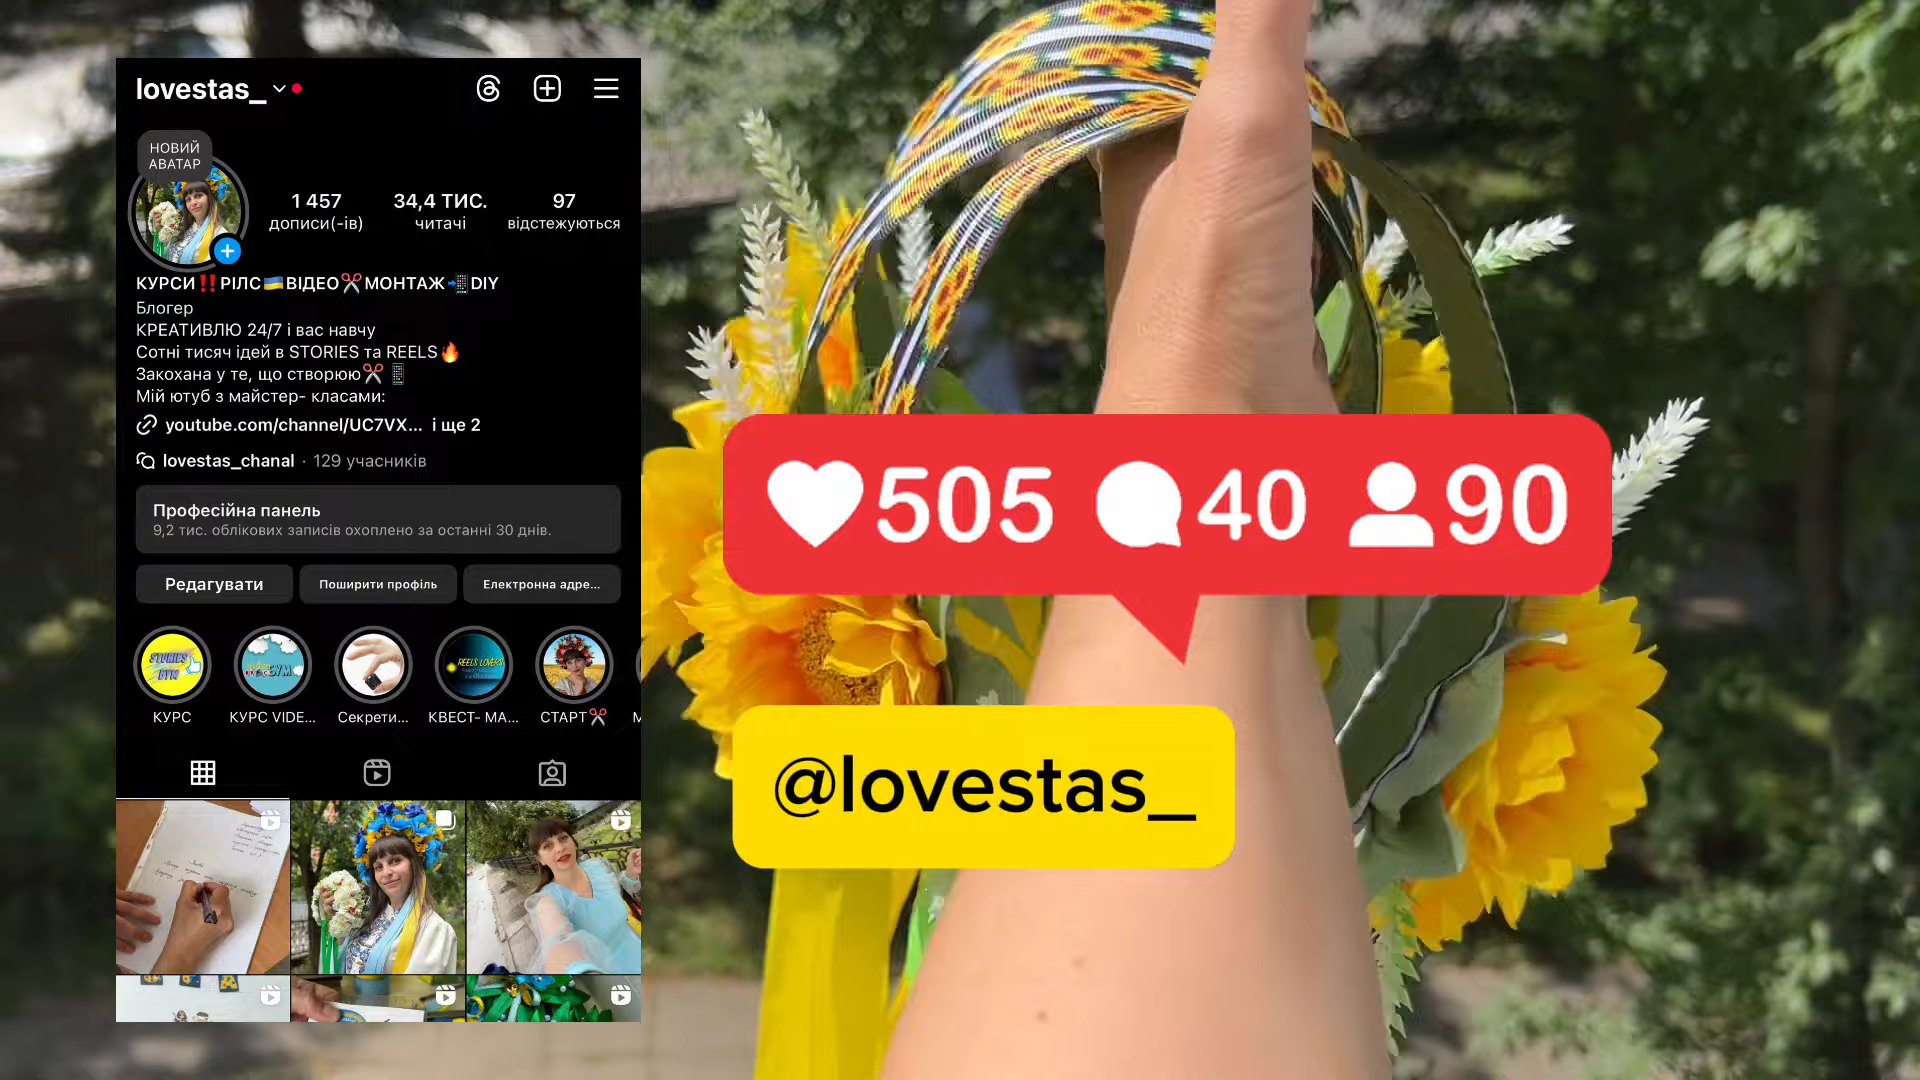 lovestas_
НОВИЙ
АВАТАР
1 457
дописи(-ів)
34,4 ТИС.
читачі
97
відстежуються
КУРСИ‼️РІЛС🇺🇦ВІДЕО✂️МОНТАЖ📲DIY
Блогер
КРЕАТИВЛЮ 24/7 і вас навчу
Сотні тисяч ідей в STORIES та REELS🔥
Закохана у те, що створюю✂️📱
Мій ютуб з майстер- класами:
youtube.com/channel/UC7VX... і ще 2
lovestas_chanal · 129 учасників
Професійна панель
9,2 тис. облікових записів охоплено за останні 30 днів.
Редагувати
Поширити профіль
Електронна адре...
STORIES
REELS LOVERS
КУРС
КУРС VIDE...
Секрети...
КВЕСТ- МА...
СТАРТ✂️
505 40 90
@lovestas_